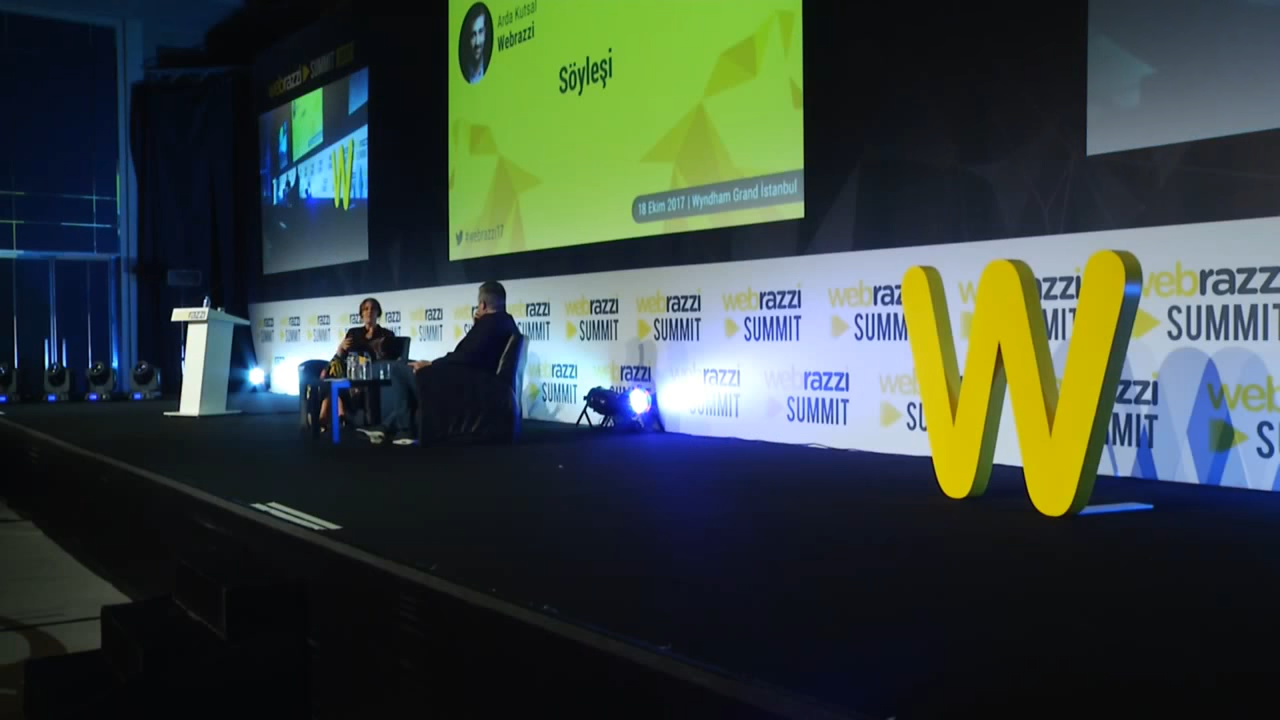 Arda Kutsal
Webrazzi
Söyleşi
18 Ekim 2017 | Wyndham Grand İstanbul
#webrazzi17
webrazzi SUMMIT
webrazzi
SUMMIT
webrazzi
SUMMIT
webrazzi
SUMMIT
webrazzi
SUMMIT
webrazzi
SUMMIT
W